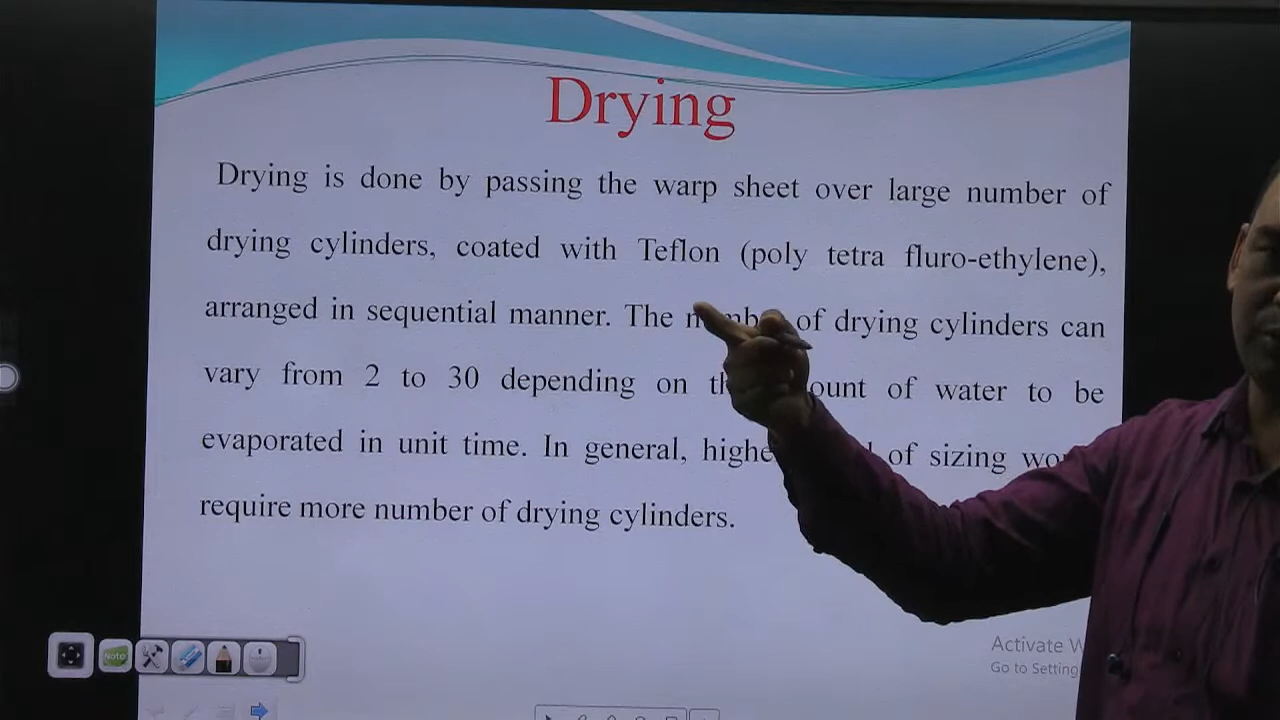 Drying
Drying is done by passing the warp sheet over large number of
drying cylinders, coated with Teflon (poly tetra fluro-ethylene),
arranged in sequential manner. The of drying cylinders can
vary from 2 to 30 depending on of water to be
evaporated in unit time. In general, of sizing
require more number of drying cylinders.
Note
Activate
Go to Setting